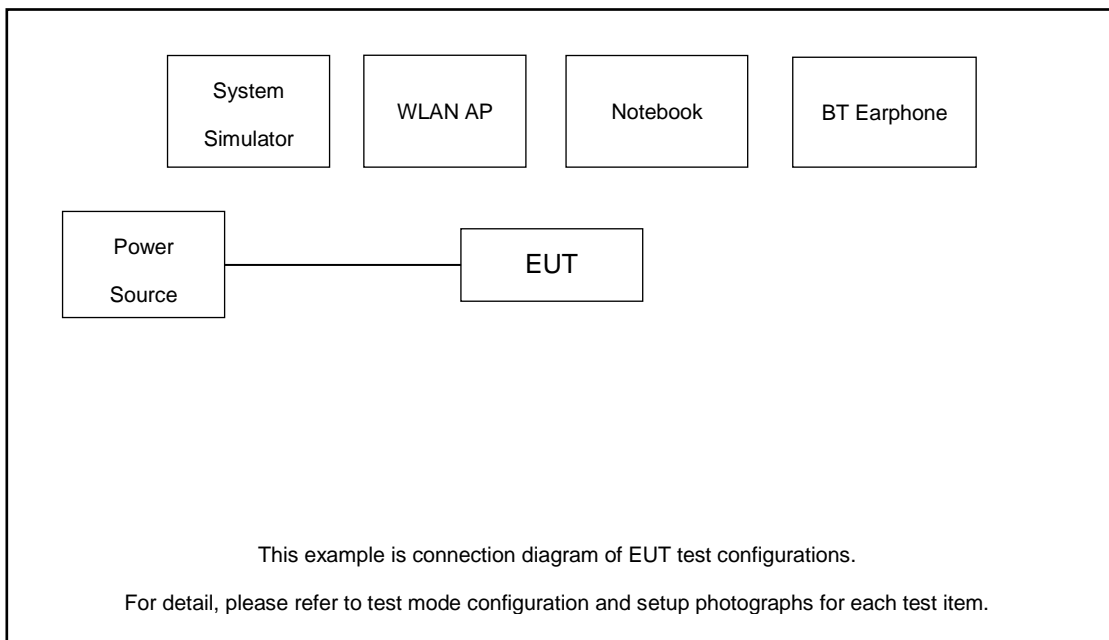 System
Simulator
WLAN AP
Notebook
BT Earphone
Power
Source
EUT
This example is connection diagram of EUT test configurations.
For detail, please refer to test mode configuration and setup photographs for each test item.